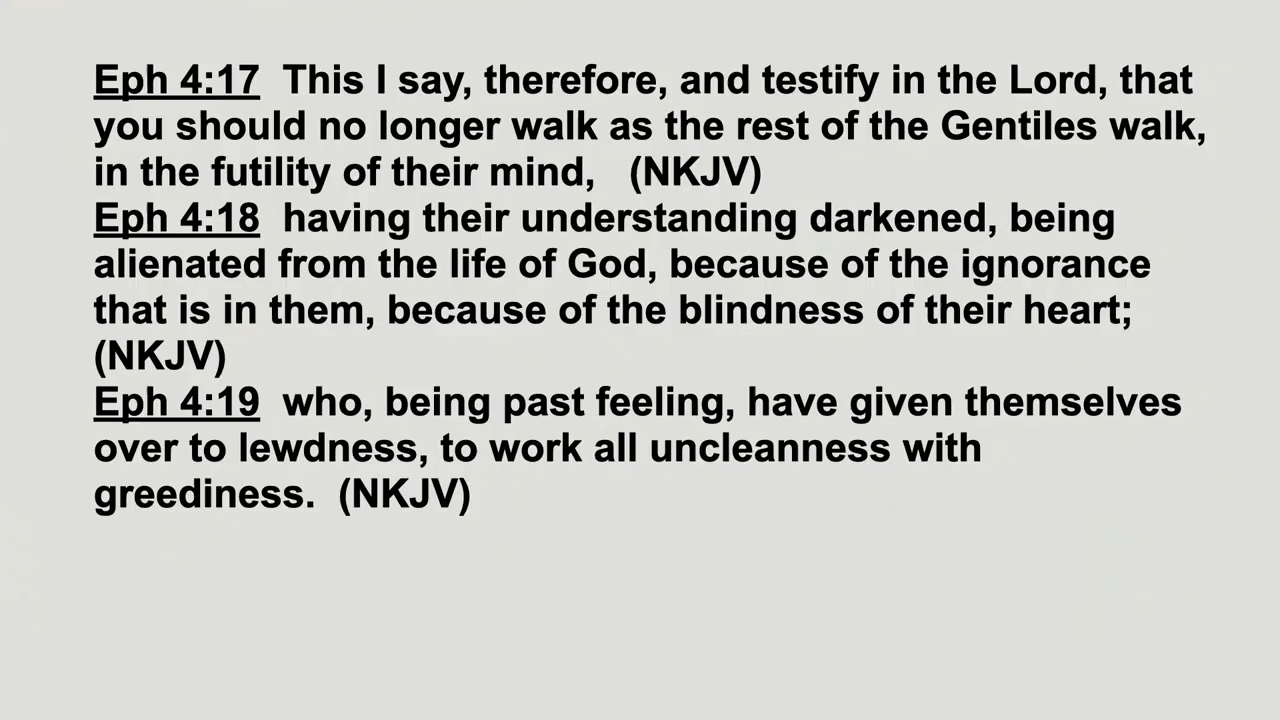 Eph 4:17  This I say, therefore, and testify in the Lord, that
you should no longer walk as the rest of the Gentiles walk,
in the futility of their mind,   (NKJV)
Eph 4:18  having their understanding darkened, being
alienated from the life of God, because of the ignorance
that is in them, because of the blindness of their heart;
(NKJV)
Eph 4:19  who, being past feeling, have given themselves
over to lewdness, to work all uncleanness with
greediness.  (NKJV)